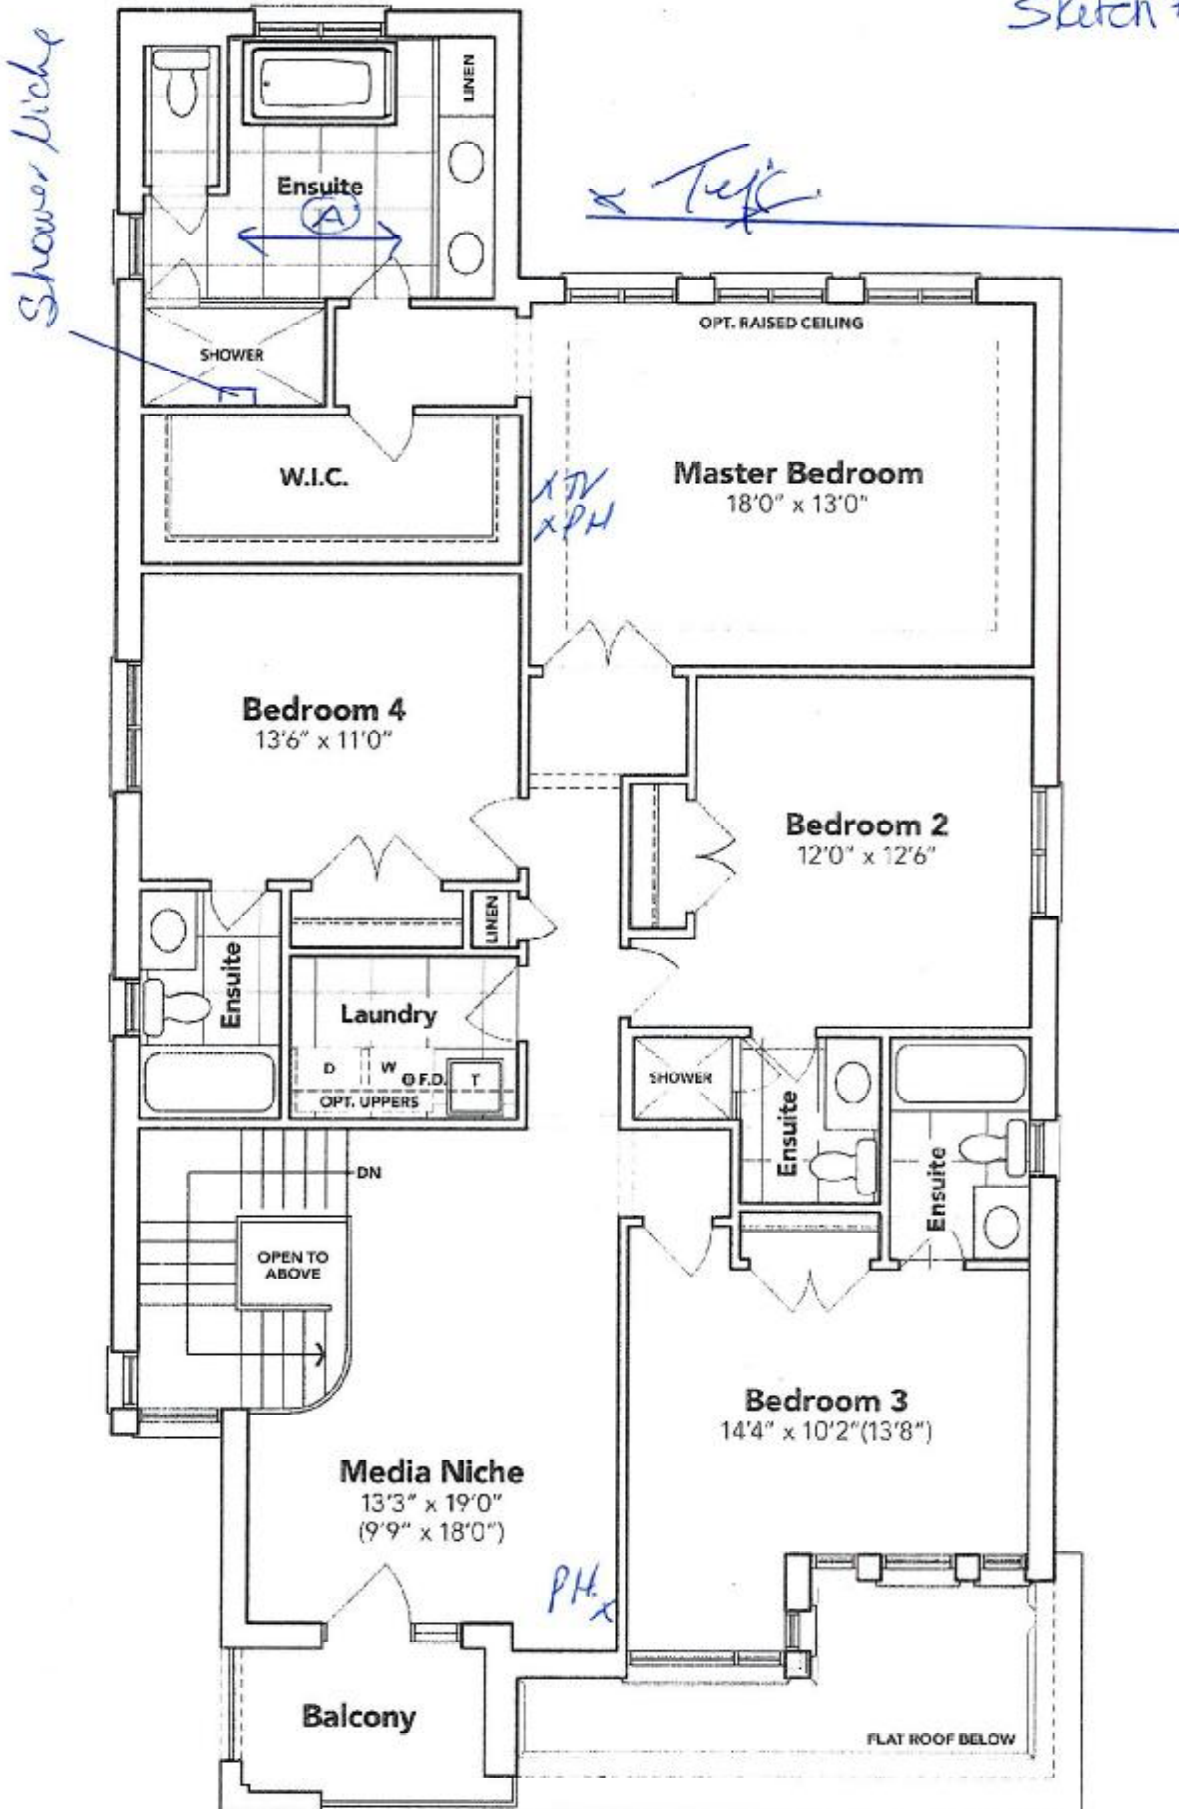 Sketch
Shower Niche
LINEN
Ensuite
A
OPT. RAISED CEILING
SHOWER
W.I.C.
Master Bedroom
18'0" x 13'0"
x TV
x PH
Bedroom 4
13'6" x 11'0"
Bedroom 2
12'0" x 12'6"
LINEN
Ensuite
Laundry
D
W
F.D.
T
OPT. UPPERS
SHOWER
Ensuite
Ensuite
DN
OPEN TO
ABOVE
Bedroom 3
14'4" x 10'2"(13'8")
Media Niche
13'3" x 19'0"
(9'9" x 18'0")
PH.
x
Balcony
FLAT ROOF BELOW